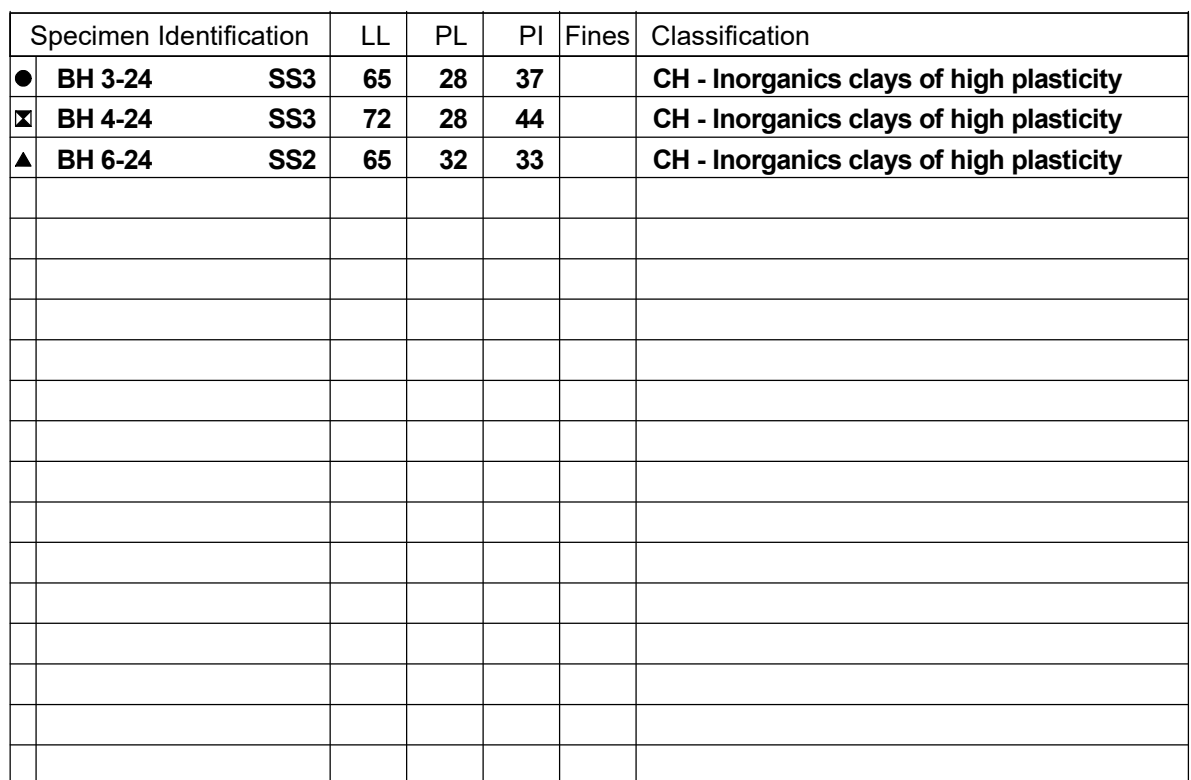 Specimen Identification LL PL PI Fines Classification
BH 3-24 SS3 65 28 37 CH - Inorganics clays of high plasticity
BH 4-24 SS3 72 28 44 CH - Inorganics clays of high plasticity
BH 6-24 SS2 65 32 33 CH - Inorganics clays of high plasticity